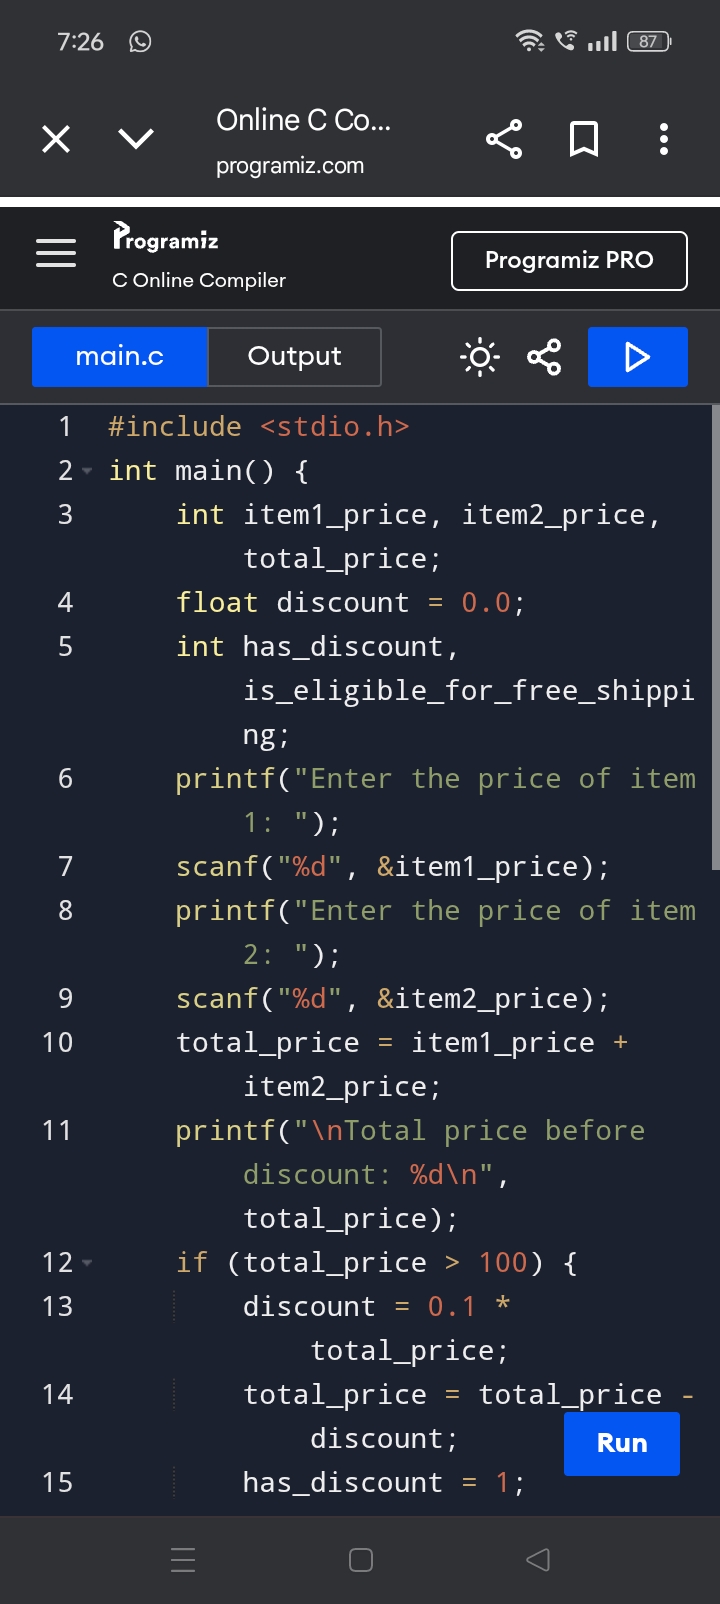 7:26
87
Online C Co...
programiz.com
Programiz
C Online Compiler
Programiz PRO
main.c
Output
1 #include <stdio.h>
2 int main() {
3 int item1_price, item2_price,
total_price;
4 float discount = 0.0;
5 int has_discount,
is_eligible_for_free_shippi
ng;
6 printf("Enter the price of item
1: ");
7 scanf("%d", &item1_price);
8 printf("Enter the price of item
2: ");
9 scanf("%d", &item2_price);
10 total_price = item1_price +
item2_price;
11 printf("\nTotal price before
discount: %d\n",
total_price);
12 if (total_price > 100) {
13 discount = 0.1 *
total_price;
14 total_price = total_price -
discount;
15 has_discount = 1;
Run